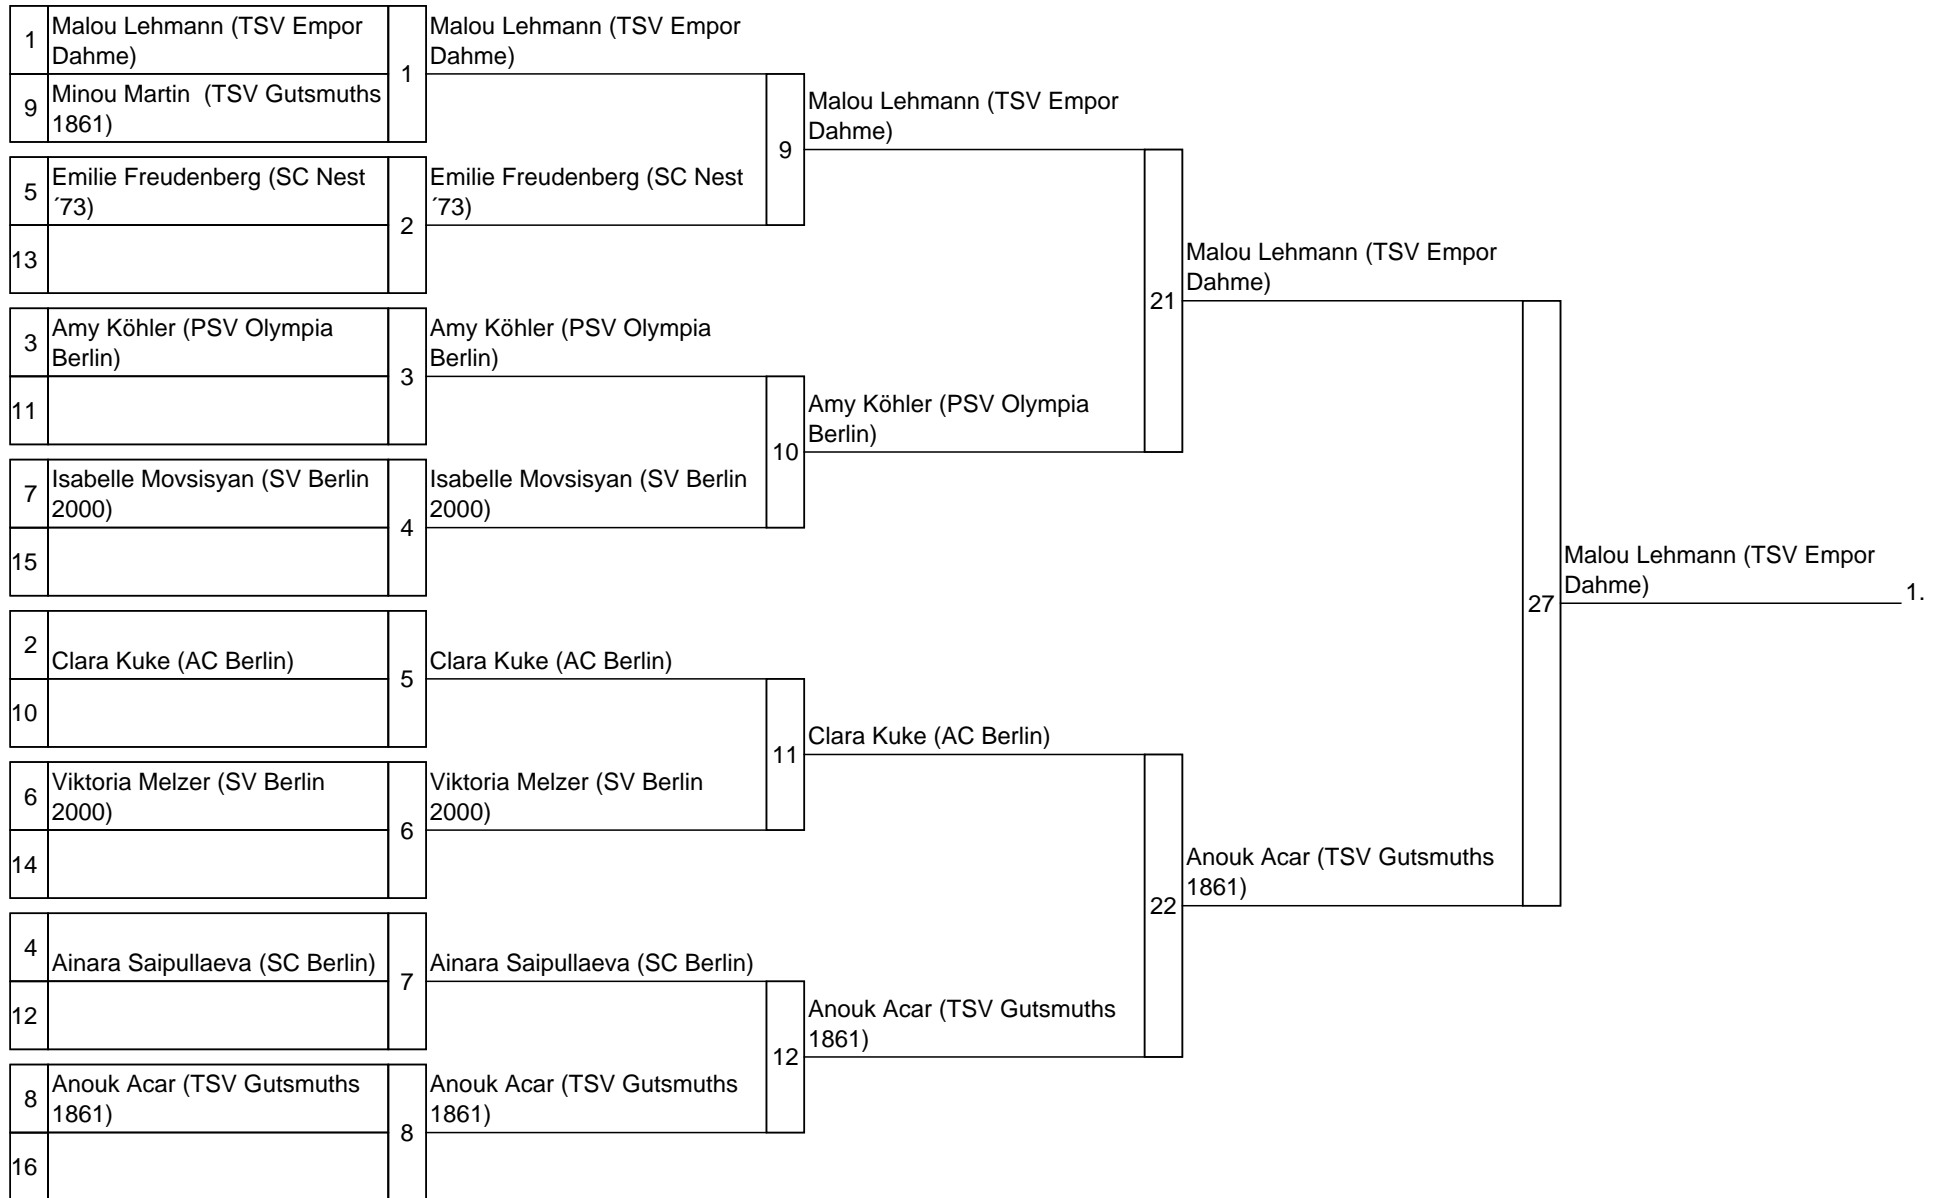 1
Malou Lehmann (TSV Empor
Dahme)
9
Minou Martin  (TSV Gutsmuths
1861)
1
5
Emilie Freudenberg (SC Nest
´73)
13
2
3
Amy Köhler (PSV Olympia
Berlin)
11
3
7
Isabelle Movsisyan (SV Berlin
2000)
15
4
2
Clara Kuke (AC Berlin)
10
5
6
Viktoria Melzer (SV Berlin
2000)
14
6
4
Ainara Saipullaeva (SC Berlin)
12
7
8
Anouk Acar (TSV Gutsmuths
1861)
16
8
Malou Lehmann (TSV Empor
Dahme)
Emilie Freudenberg (SC Nest
´73)
9
Amy Köhler (PSV Olympia
Berlin)
Isabelle Movsisyan (SV Berlin
2000)
10
Clara Kuke (AC Berlin)
Viktoria Melzer (SV Berlin
2000)
11
Ainara Saipullaeva (SC Berlin)
Anouk Acar (TSV Gutsmuths
1861)
12
Malou Lehmann (TSV Empor
Dahme)
Amy Köhler (PSV Olympia
Berlin)
21
Clara Kuke (AC Berlin)
Anouk Acar (TSV Gutsmuths
1861)
22
Malou Lehmann (TSV Empor
Dahme)
Anouk Acar (TSV Gutsmuths
1861)
27
Malou Lehmann (TSV Empor
Dahme)
1.